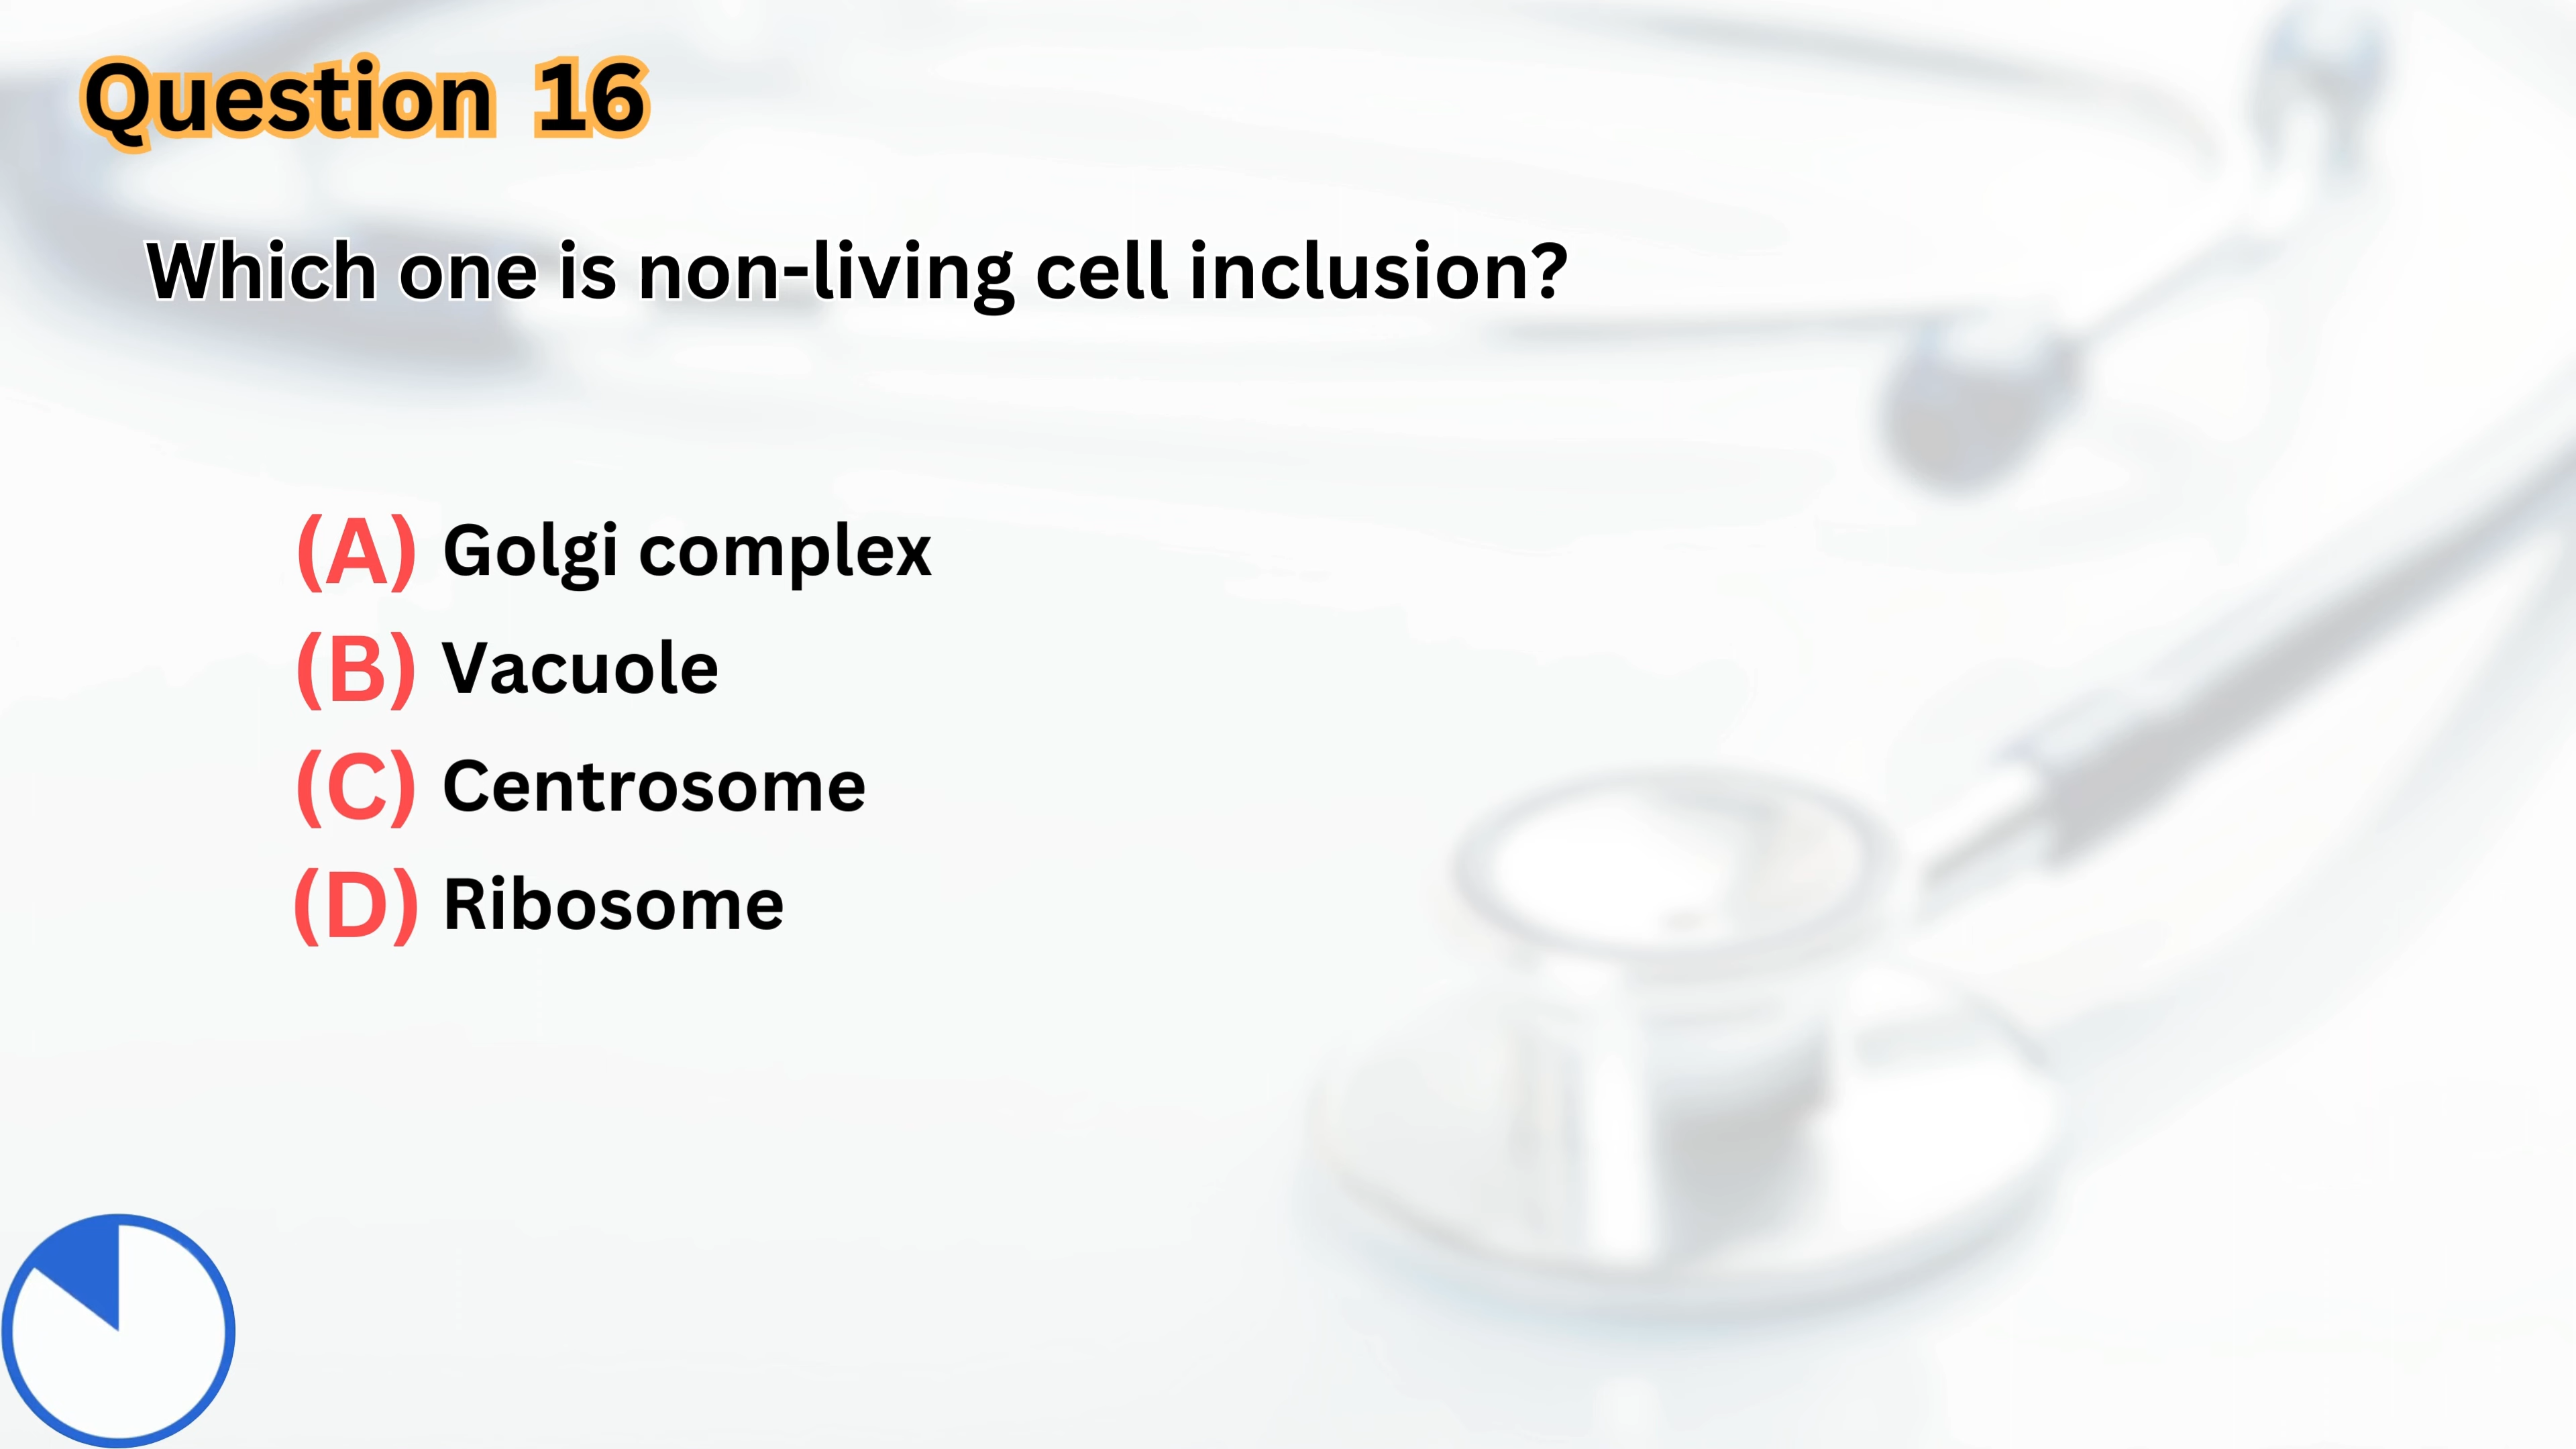 Question 16
Which one is non-living cell inclusion?
(A) Golgi complex
(B) Vacuole
(C) Centrosome
(D) Ribosome